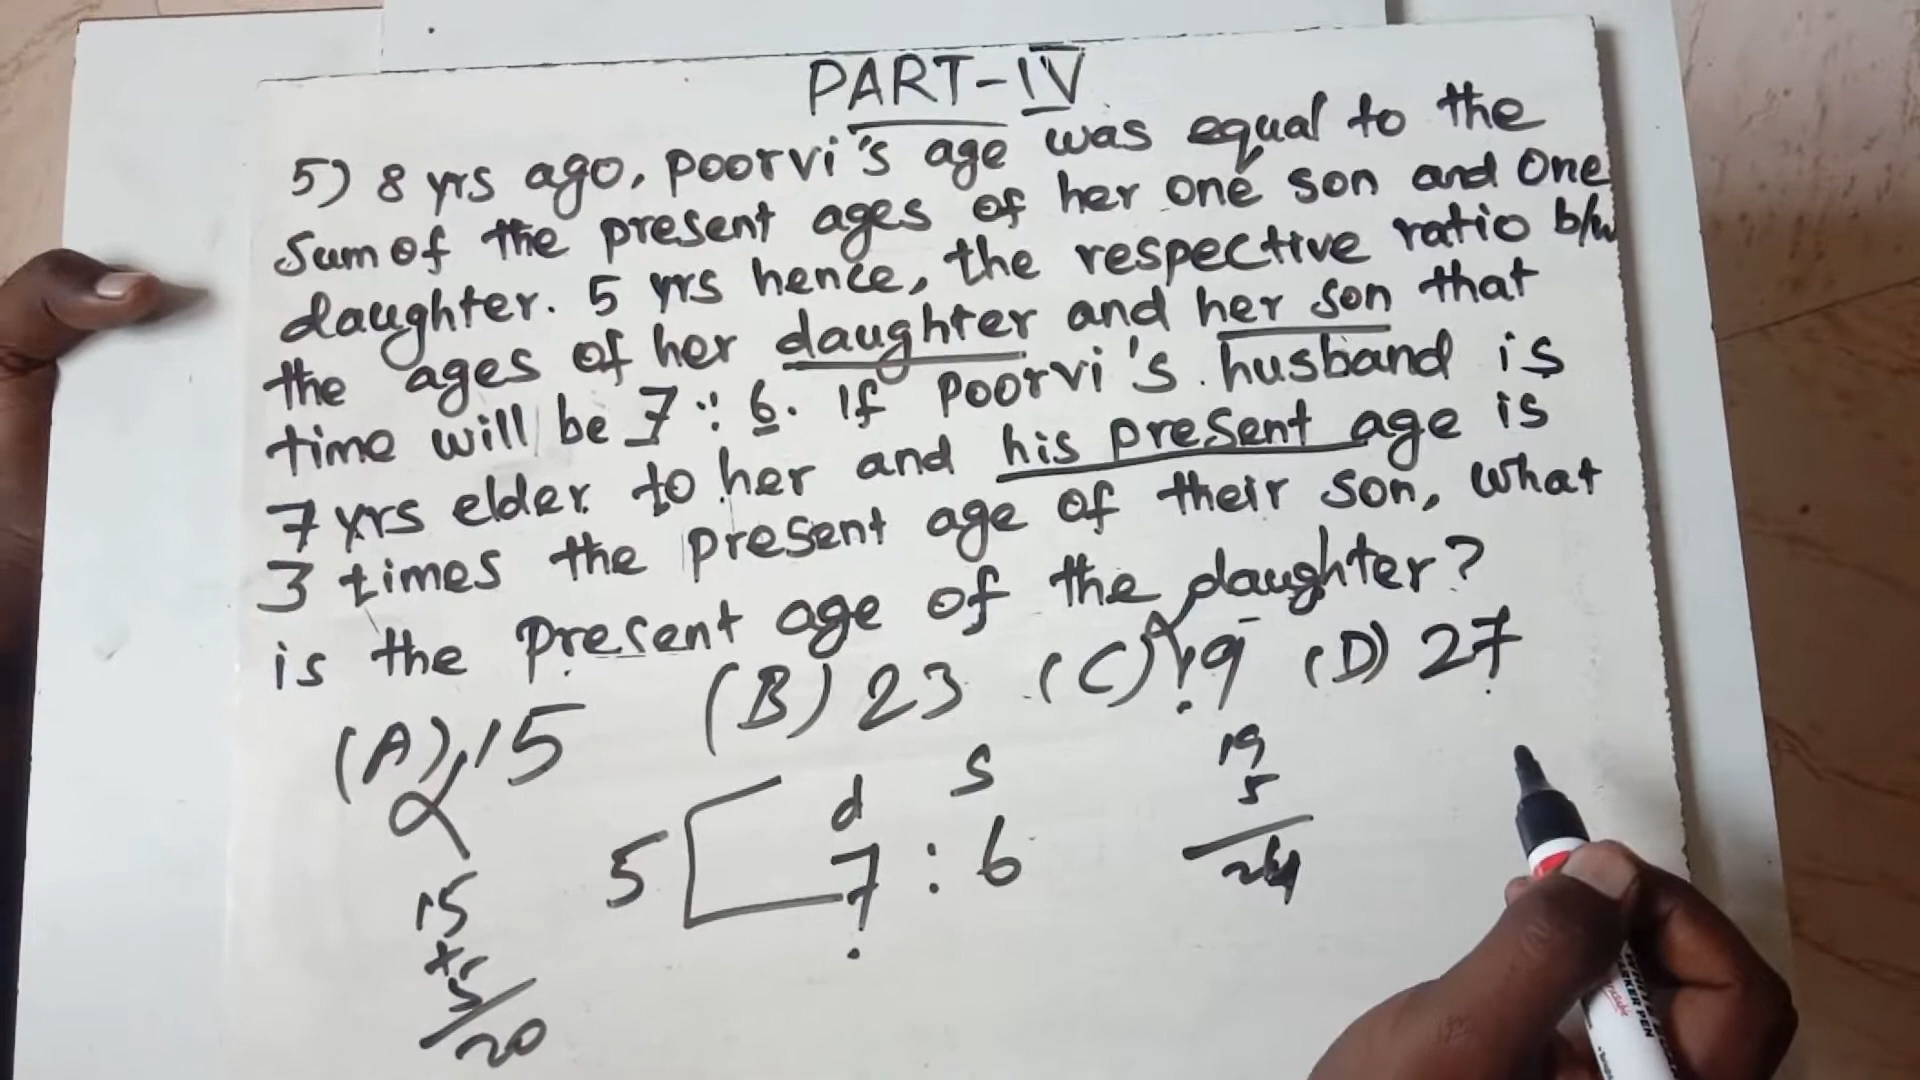 PART-IV
5) 8 yrs ago, poorvi's age was equal to the
Sum of the present ages of her one son and one
daughter. 5 yrs hence, the respective ratio b/w
the ages of her daughter and her son that
time will be 7 : 6. If poorvi's husband is
7 yrs elder to her and his present age is
3 times the present age of their son, what
is the present age of the daughter?
(A) 15 (B) 23 (C) 19 (D) 27
d S
5 7 : 6
15
+5
20
19
5
24